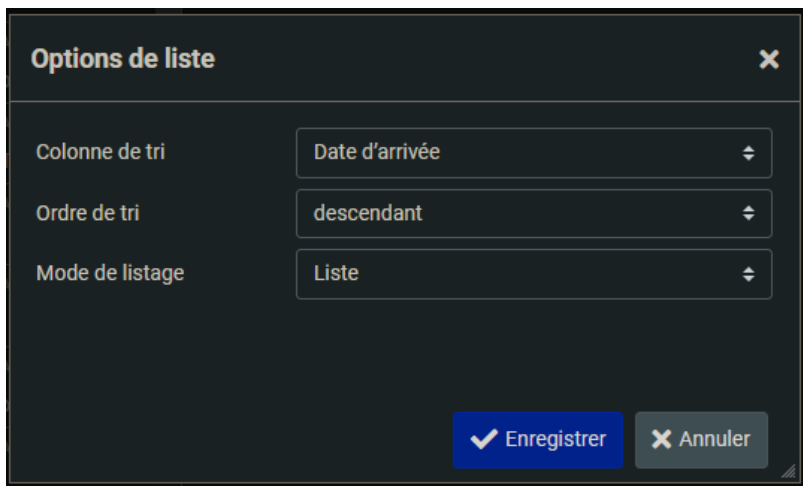 Options de liste
Colonne de tri
Date d’arrivée
Ordre de tri
descendant
Mode de listage
Liste
Enregistrer
Annuler